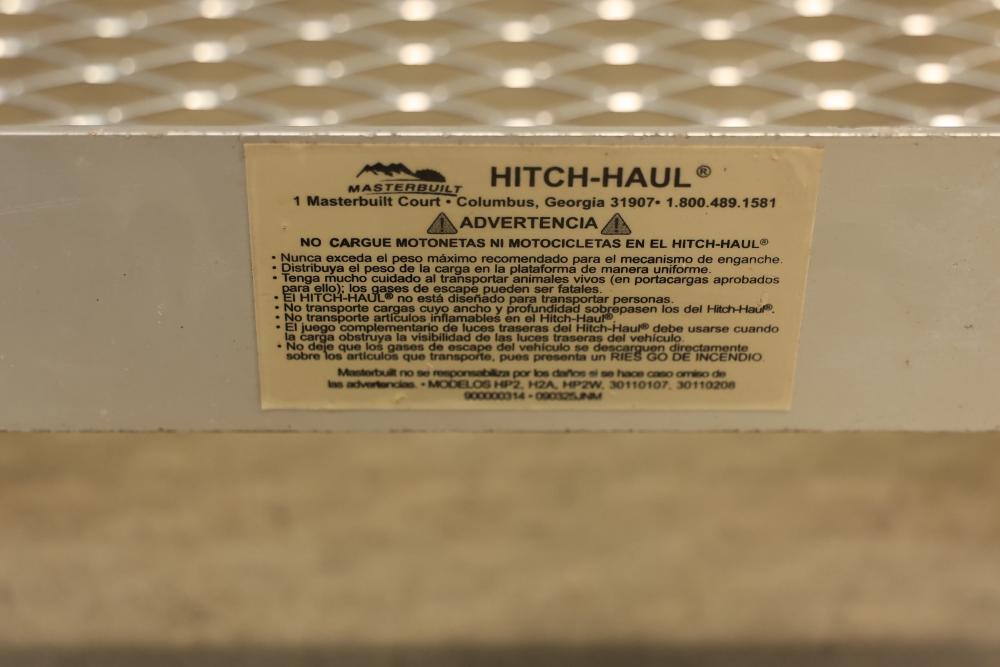 MASTERBUILT HITCH-HAUL®
1 Masterbuilt Court • Columbus, Georgia 31907 • 1.800.489.1581
ADVERTENCIA
NO CARGUE MOTONETAS NI MOTOCICLETAS EN EL HITCH-HAUL®
• Nunca exceda el peso máximo recomendado para el mecanismo de enganche.
• Distribuya el peso de la carga en la plataforma de manera uniforme.
• Tenga mucho cuidado al transportar animales vivos (en portacargas aprobados
para ello); los gases de escape pueden ser fatales.
• El HITCH-HAUL® no está diseñado para transportar personas.
• No transporte cargas cuyo ancho y profundidad sobrepasen los del Hitch-Haul®.
• No transporte artículos inflamables en el Hitch-Haul®.
• El juego complementario de luces traseras del Hitch-Haul® debe usarse cuando
la carga obstruya la visibilidad de las luces traseras del vehículo.
• No deje que los gases de escape del vehículo se descarguen directamente
sobre los artículos que transporte, pues presenta un RIES GO DE INCENDIO
Masterbuilt no se responsabiliza por los daños si se hace caso omiso de
las advertencias. • MODELOS HP2, H2A, HP2W, 30110107, 30110208
900000314 • 090325JNM